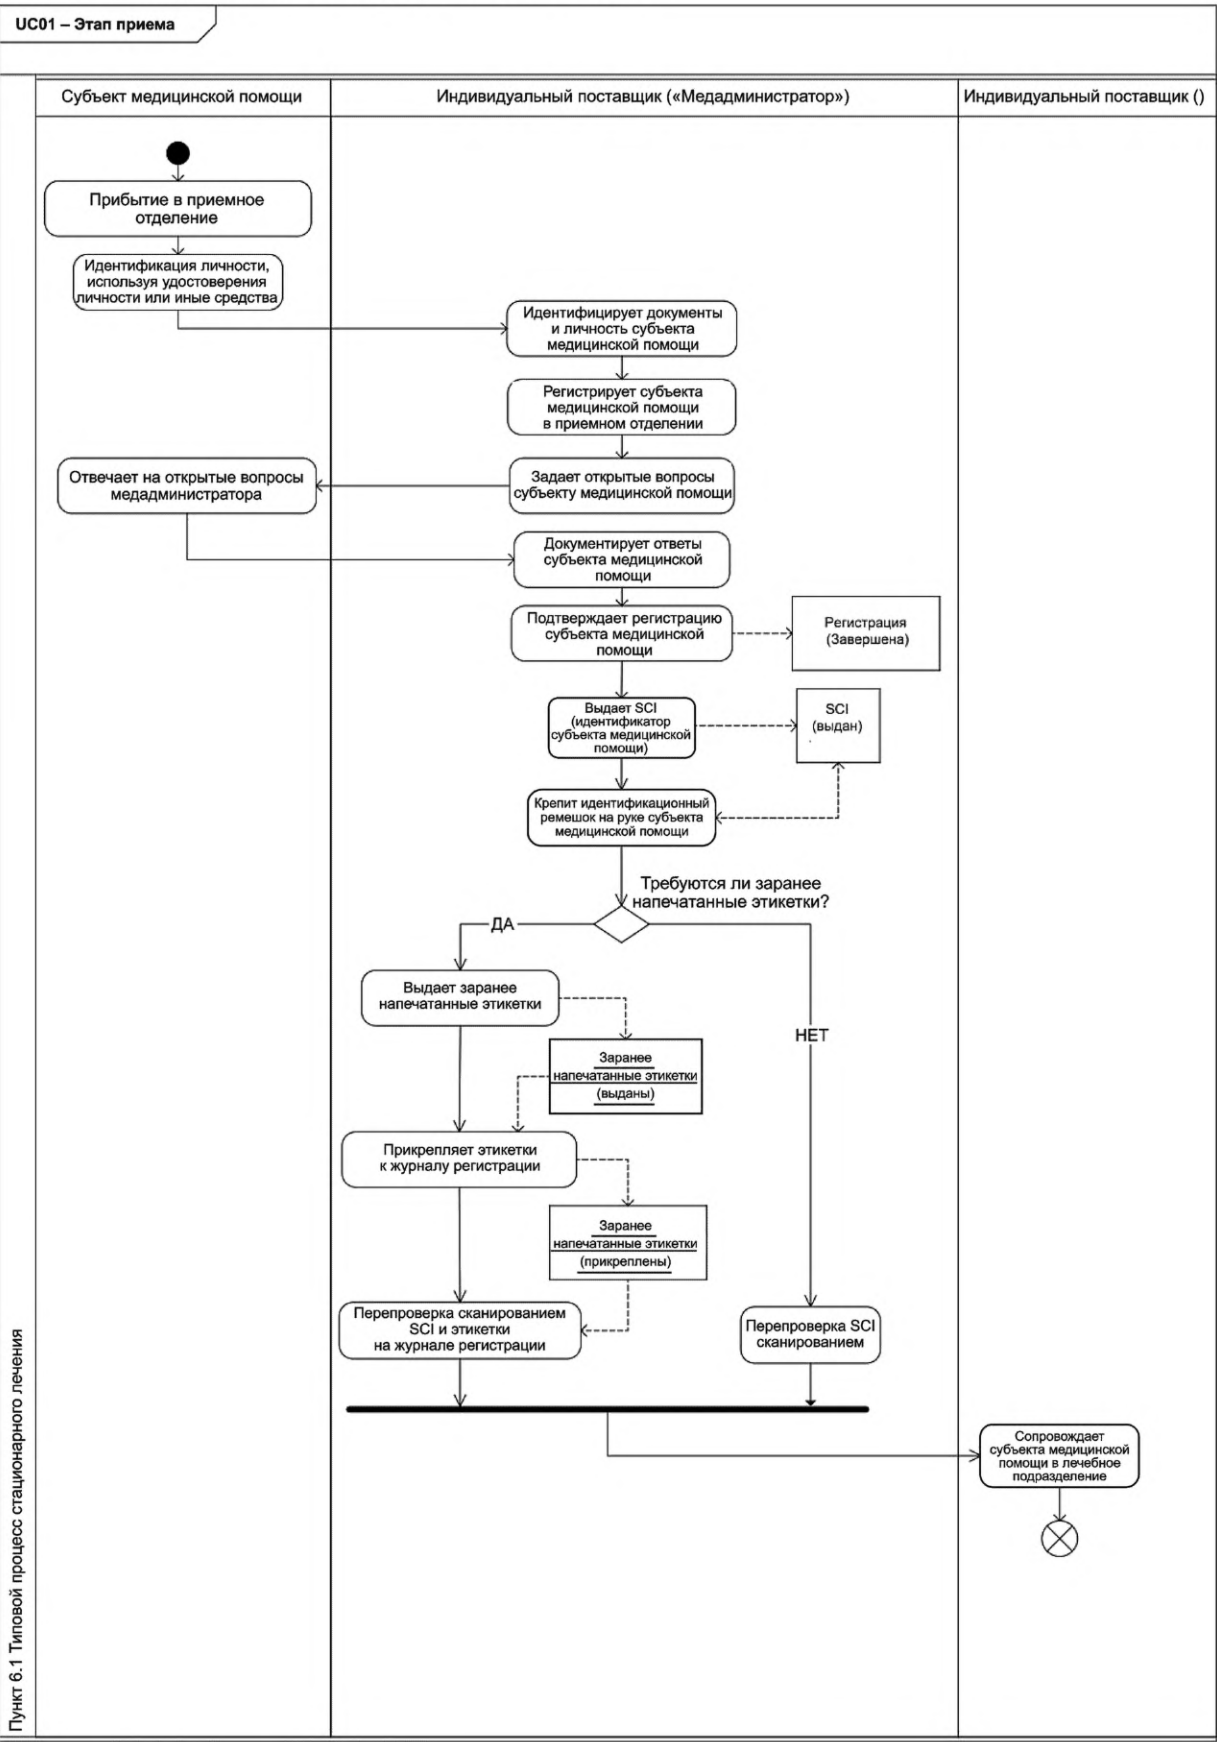 UC01 – Этап приема
Субъект медицинской помощи
Индивидуальный поставщик («Медадминистратор»)
Индивидуальный поставщик ()
Прибытие в приемное
отделение
Идентификация личности,
используя удостоверения
личности или иные средства
Идентифицирует документы
и личность субъекта
медицинской помощи
Регистрирует субъекта
медицинской помощи
в приемном отделении
Задает открытые вопросы
субъекту медицинской помощи
Отвечает на открытые вопросы
медадминистратора
Документирует ответы
субъекта медицинской
помощи
Подтверждает регистрацию
субъекта медицинской
помощи
Регистрация
(Завершена)
Выдает SCI
(идентификатор
субъекта медицинской
помощи)
SCI
(выдан)
Крепит идентификационный
ремешок на руке субъекта
медицинской помощи
Требуются ли заранее
напечатанные этикетки?
ДА
НЕТ
Выдает заранее
напечатанные этикетки
Заранее
напечатанные этикетки
(выданы)
Прикрепляет этикетки
к журналу регистрации
Заранее
напечатанные этикетки
(прикреплены)
Перепроверка сканированием
SCI и этикетки
на журнале регистрации
Перепроверка SCI
сканированием
Сопровождает
субъекта медицинской
помощи в лечебное
подразделение
Пункт 6.1 Типовой процесс стационарного лечения